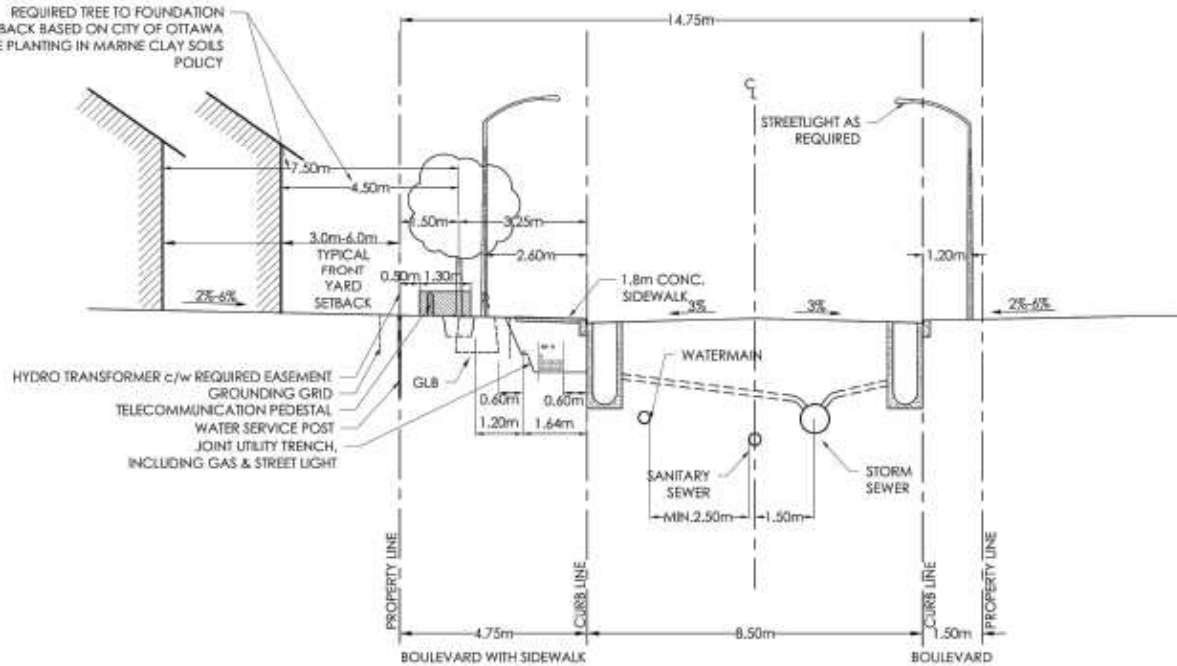 REQUIRED TREE TO FOUNDATION
BACK BASED ON CITY OF OTTAWA
PLANTING IN MARINE CLAY SOILS
POLICY
14.75m
℄
STREETLIGHT AS
REQUIRED
7.50m
4.50m
1.50m
3.25m
3.0m-6.0m
TYPICAL
FRONT
YARD
SETBACK
2.60m
1.20m
0.50m
1.30m
1.8m CONC.
SIDEWALK
2%-6%
3%
3%
2%-6%
HYDRO TRANSFORMER c/w REQUIRED EASEMENT
GROUNDING GRID
TELECOMMUNICATION PEDESTAL
WATER SERVICE POST
JOINT UTILITY TRENCH,
INCLUDING GAS & STREET LIGHT
GLB
WATERMAIN
0.60m
0.60m
1.20m
1.64m
SANITARY
SEWER
STORM
SEWER
MIN.2.50m
1.50m
PROPERTY LINE
CURB LINE
CURB LINE
PROPERTY LINE
4.75m
8.50m
1.50m
BOULEVARD WITH SIDEWALK
BOULEVARD